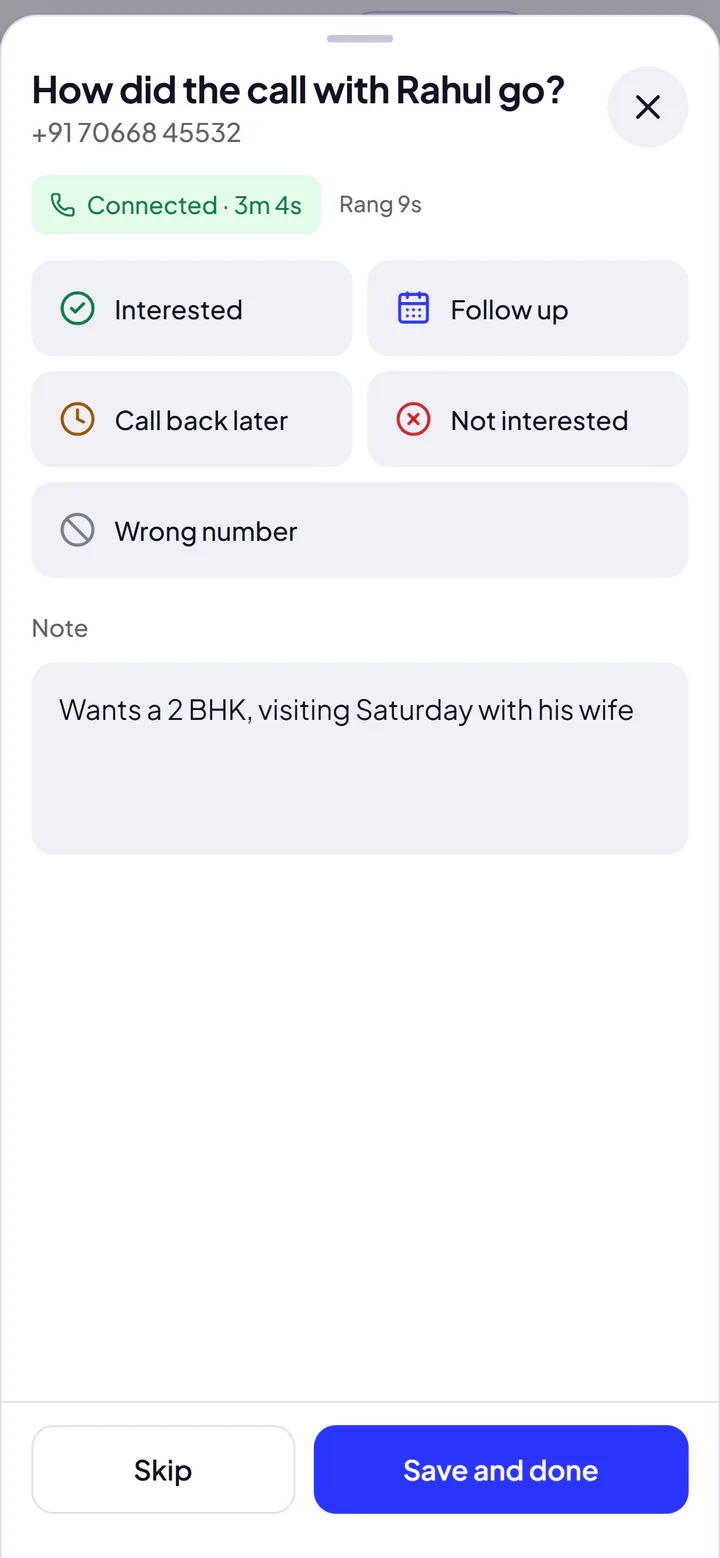 How did the call with Rahul go?
+91 70668 45532
Connected · 3m 4s
Rang 9s
Interested
Follow up
Call back later
Not interested
Wrong number
Note
Wants a 2 BHK, visiting Saturday with his wife
Skip
Save and done